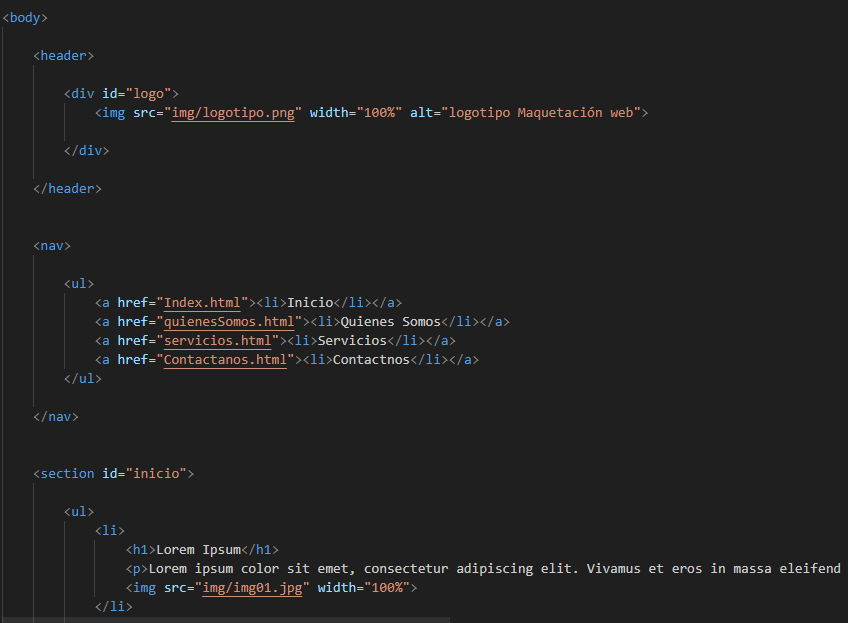 <body>
<header>
<div id="logo">
<img src="img/logotipo.png" width="100%" alt="logotipo Maquetación web">
</div>
</header>
<nav>
<ul>
<a href="Index.html"><li>Inicio</li></a>
<a href="quienesSomos.html"><li>Quienes Somos</li></a>
<a href="servicios.html"><li>Servicios</li></a>
<a href="Contactanos.html"><li>Contactnos</li></a>
</ul>
</nav>
<section id="inicio">
<ul>
<li>
<h1>Lorem Ipsum</h1>
<p>Lorem ipsum color sit emet, consectetur adipiscing elit. Vivamus et eros in massa eleifend
<img src="img/img01.jpg" width="100%">
</li>